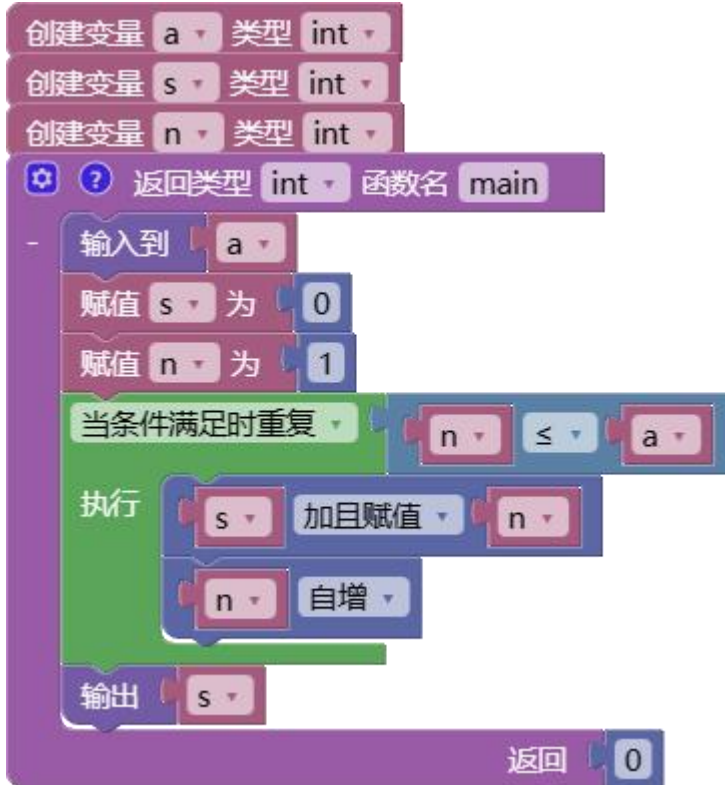 创建变量 a 类型 int
创建变量 s 类型 int
创建变量 n 类型 int
? 返回类型 int 函数名 main
- 输入到 a
赋值 s 为 0
赋值 n 为 1
当条件满足时重复 n ≤ a
执行 s 加且赋值 n
n 自增
输出 s
返回 0